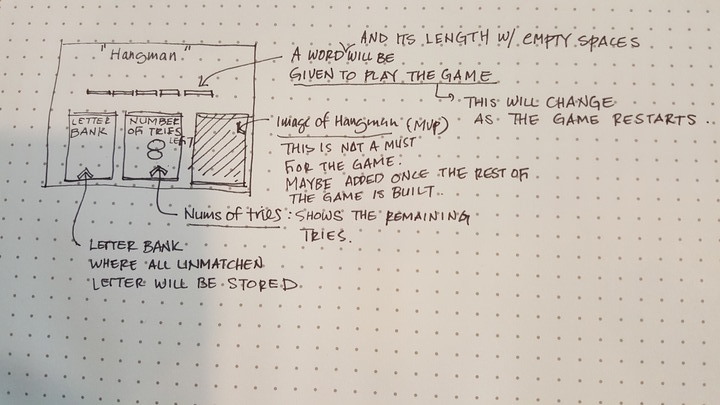 "Hangman"
AND ITS LENGTH W/ EMPTY SPACES
A WORD WILL BE
GIVEN TO PLAY THE GAME
THIS WILL CHANGE
AS THE GAME RESTARTS..
LETTER
BANK
NUMBER
OF TRIES
LEFT
8
Image of Hangman (MVP)
THIS IS NOT A MUST
FOR THE GAME.
MAYBE ADDED ONCE THE REST OF
THE GAME IS BUILT..
Nums of tries: SHOWS THE REMAINING
TRIES.
LETTER BANK
WHERE ALL UNMATCHEN
LETTER WILL BE STORED